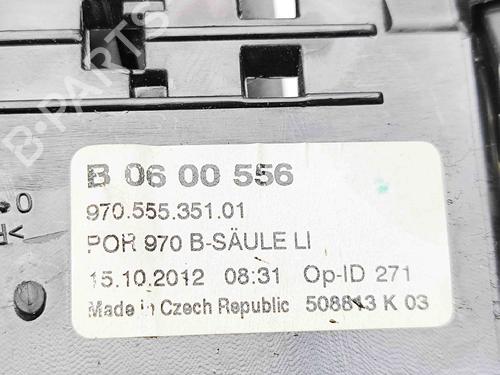 B-PARTS
B 06 00 556
970.555.351.01
POR 970 B-SÄULE LI
15.10.2012 08:31 Op-ID 271
Made in Czech Republic 508813 K 03